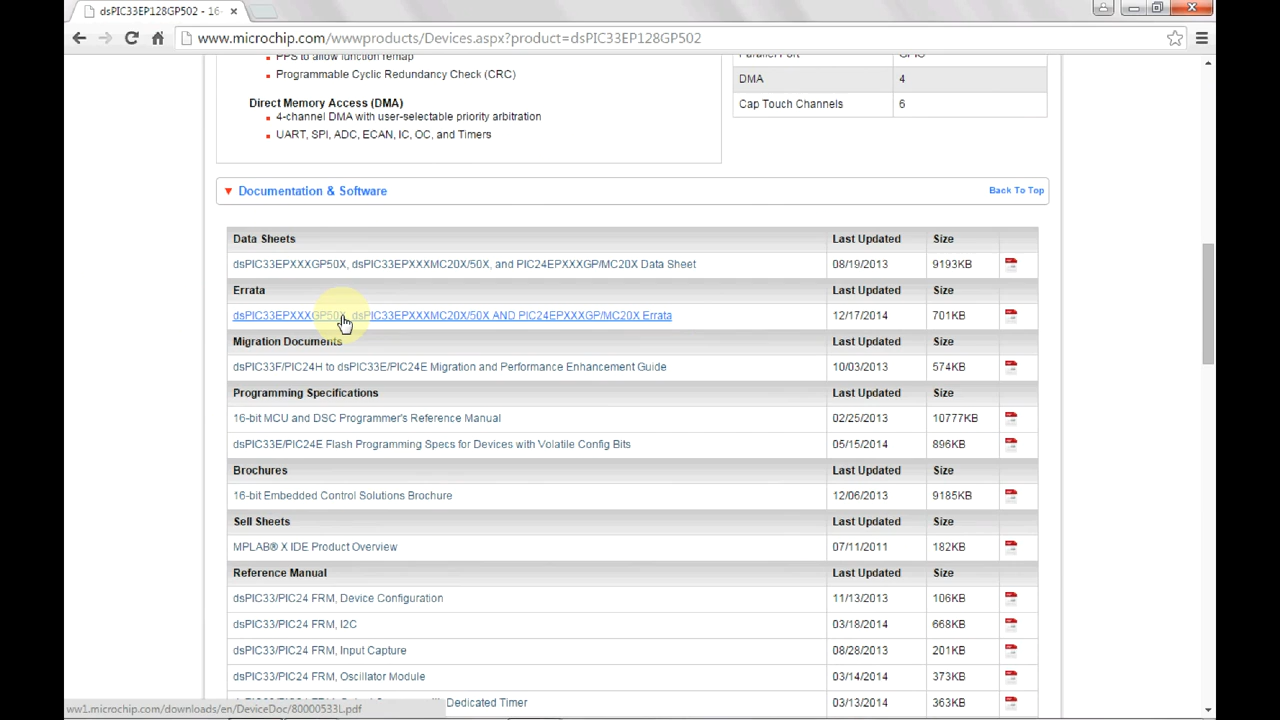 dsPIC33EP128GP502 - 16-
www.microchip.com/wwwproducts/Devices.aspx?product=dsPIC33EP128GP502
PPS to allow function remap
Programmable Cyclic Redundancy Check (CRC)
Direct Memory Access (DMA)
4-channel DMA with user-selectable priority arbitration
UART, SPI, ADC, ECAN, IC, OC, and Timers
Parallel Port GPIO
DMA 4
Cap Touch Channels 6
Documentation & Software Back To Top
Data Sheets Last Updated Size
dsPIC33EPXXXGP50X, dsPIC33EPXXXMC20X/50X, and PIC24EPXXXGP/MC20X Data Sheet 08/19/2013 9193KB
Errata Last Updated Size
dsPIC33EPXXXGP50X, dsPIC33EPXXXMC20X/50X AND PIC24EPXXXGP/MC20X Errata 12/17/2014 701KB
Migration Documents Last Updated Size
dsPIC33F/PIC24H to dsPIC33E/PIC24E Migration and Performance Enhancement Guide 10/03/2013 574KB
Programming Specifications Last Updated Size
16-bit MCU and DSC Programmer's Reference Manual 02/25/2013 10777KB
dsPIC33E/PIC24E Flash Programming Specs for Devices with Volatile Config Bits 05/15/2014 896KB
Brochures Last Updated Size
16-bit Embedded Control Solutions Brochure 12/06/2013 9185KB
Sell Sheets Last Updated Size
MPLAB® X IDE Product Overview 07/11/2011 182KB
Reference Manual Last Updated Size
dsPIC33/PIC24 FRM, Device Configuration 11/13/2013 106KB
dsPIC33/PIC24 FRM, I2C 03/18/2014 668KB
dsPIC33/PIC24 FRM, Input Capture 08/28/2013 201KB
dsPIC33/PIC24 FRM, Oscillator Module 03/14/2014 373KB
Dedicated Timer 03/13/2014 363KB
ww1.microchip.com/downloads/en/DeviceDoc/80000533L.pdf